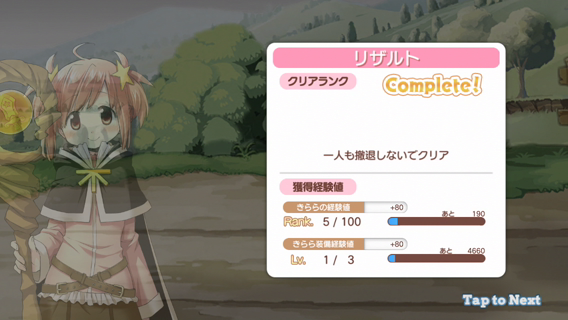 リザルト
クリアランク
Complete!
一人も撤退しないでクリア
獲得経験値
きららの経験値 +80
あと 190
Rank. 5 / 100
きらら装備経験値 +80
あと 4660
Lv. 1 / 3
Tap to Next